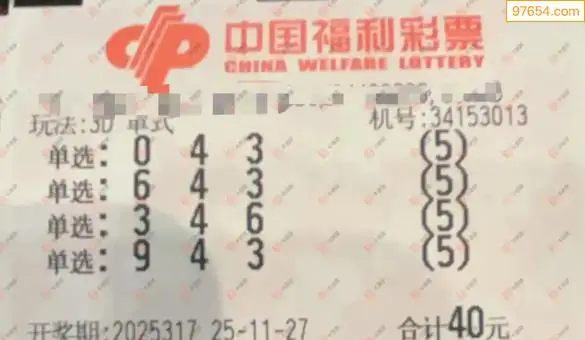 97654.com
中国福利彩票
CHINA WELFARE LOTTERY
玩法:3D 单式
机号:34153013
单选: 0 4 3 (5)
单选: 6 4 3 (5)
单选: 3 4 6 (5)
单选: 9 4 3 (5)
开奖期:2025317 25-11-27 合计40元